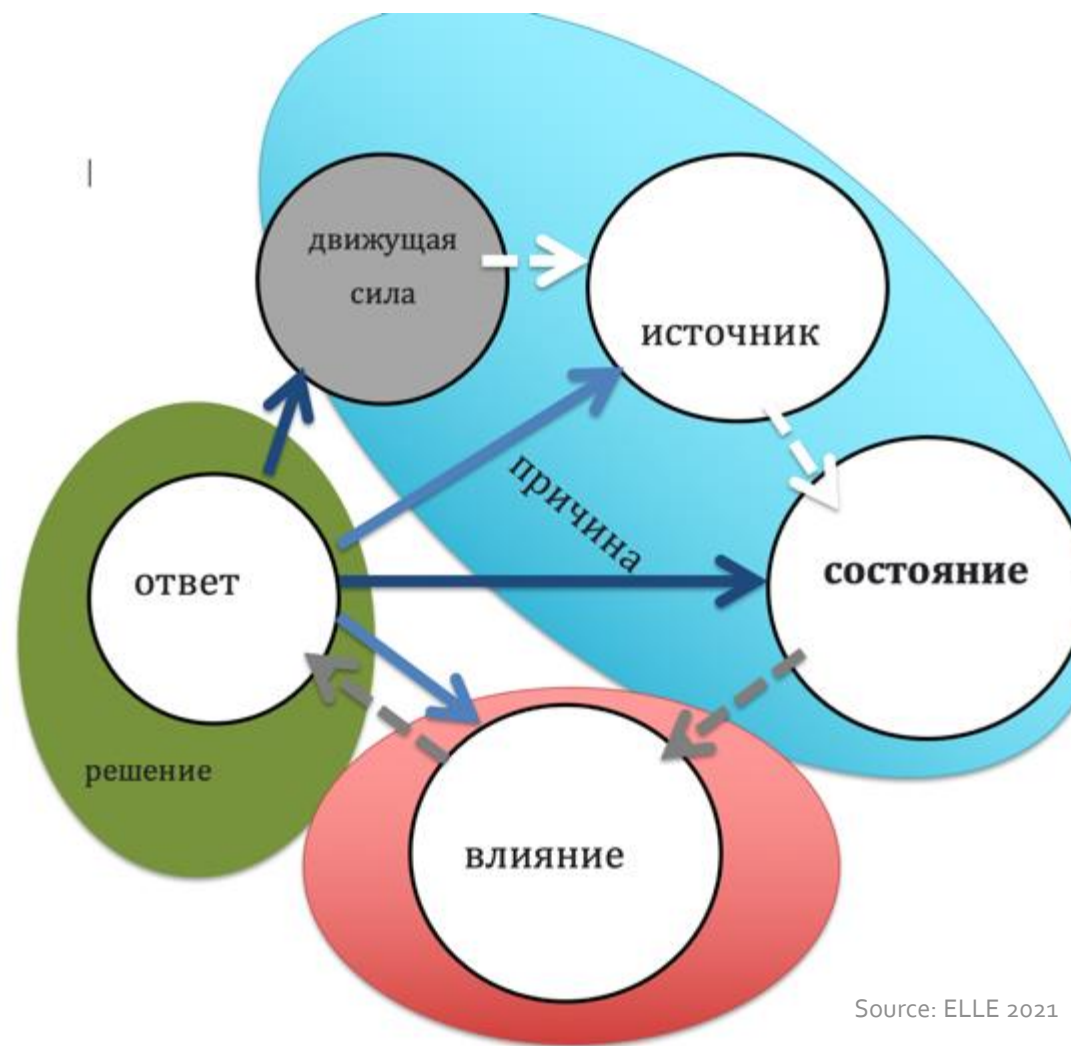 движущая
сила
источник
причина
состояние
ответ
решение
влияние
Source: ELLE 2021